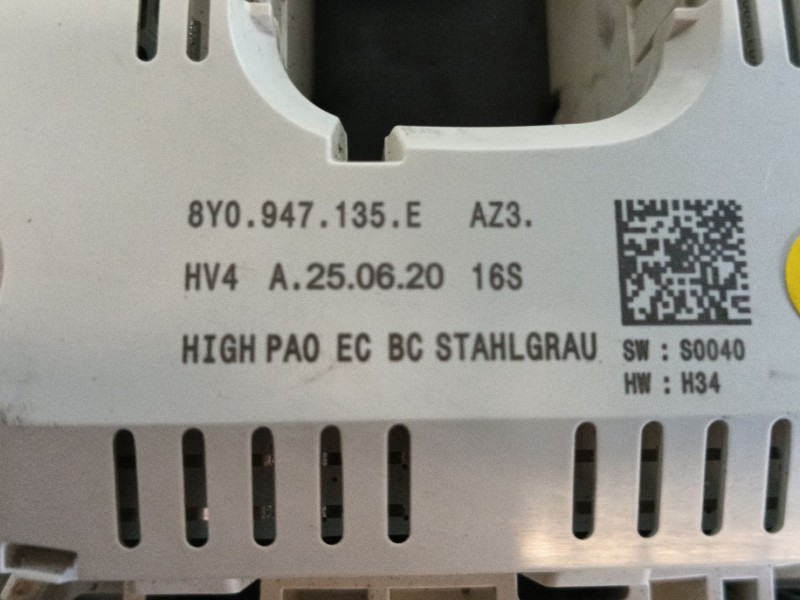 8Y0.947.135.E AZ3.
HV4 A.25.06.20 16S
HIGH PAO EC BC STAHLGRAU
SW : S0040
HW : H34